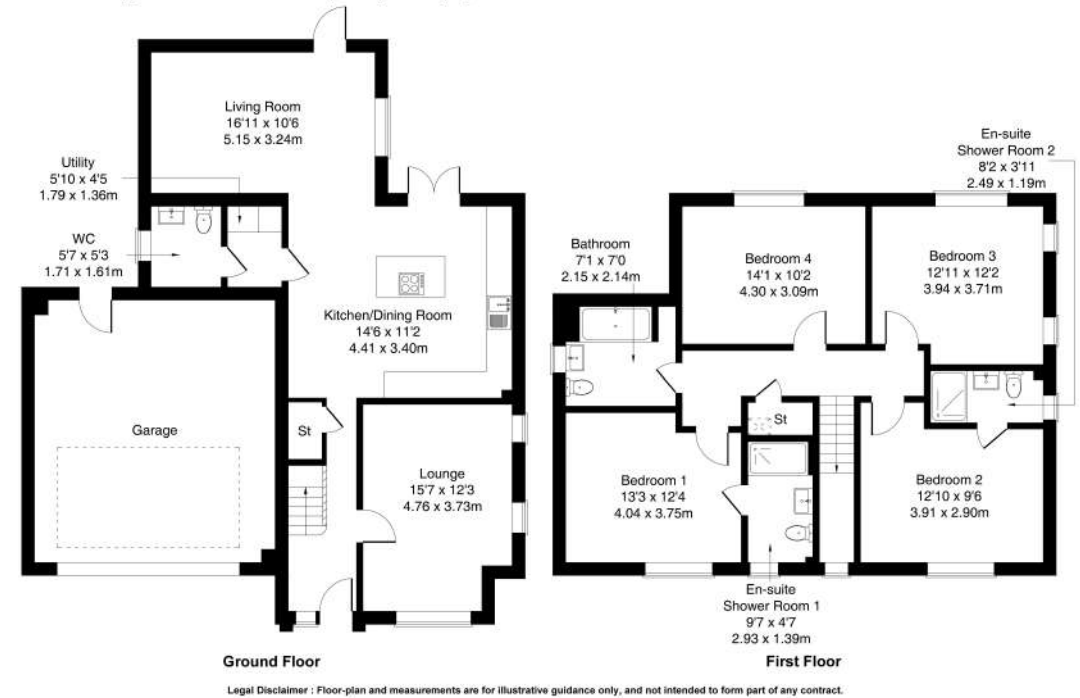 Living Room
16'11 x 10'6
5.15 x 3.24m
Utility
5'10 x 4'5
1.79 x 1.36m
WC
5'7 x 5'3
1.71 x 1.61m
Kitchen/Dining Room
14'6 x 11'2
4.41 x 3.40m
Garage
St
Lounge
15'7 x 12'3
4.76 x 3.73m
Ground Floor
En-suite
Shower Room 2
8'2 x 3'11
2.49 x 1.19m
Bathroom
7'1 x 7'0
2.15 x 2.14m
Bedroom 4
14'1 x 10'2
4.30 x 3.09m
Bedroom 3
12'11 x 12'2
3.94 x 3.71m
St
Bedroom 1
13'3 x 12'4
4.04 x 3.75m
Bedroom 2
12'10 x 9'6
3.91 x 2.90m
En-suite
Shower Room 1
9'7 x 4'7
2.93 x 1.39m
First Floor
Legal Disclaimer : Floor-plan and measurements are for illustrative guidance only, and not intended to form part of any contract.